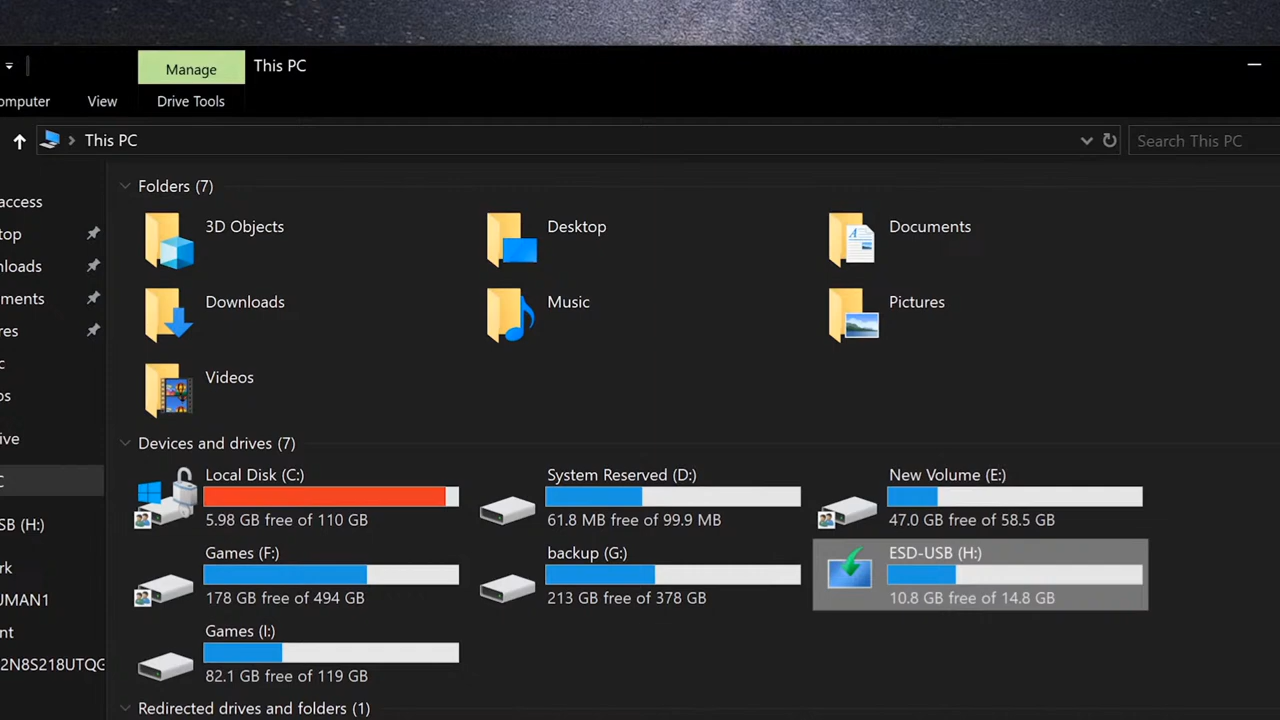 Manage
This PC
omputer
View
Drive Tools
This PC
Search This PC
access
top
nloads
ments
res
c
os
ive
C
SB (H:)
rk
UMAN1
nt
2N8S218UTQG
Folders (7)
3D Objects
Desktop
Documents
Downloads
Music
Pictures
Videos
Devices and drives (7)
Local Disk (C:)
5.98 GB free of 110 GB
System Reserved (D:)
61.8 MB free of 99.9 MB
New Volume (E:)
47.0 GB free of 58.5 GB
Games (F:)
178 GB free of 494 GB
backup (G:)
213 GB free of 378 GB
ESD-USB (H:)
10.8 GB free of 14.8 GB
Games (I:)
82.1 GB free of 119 GB
Redirected drives and folders (1)